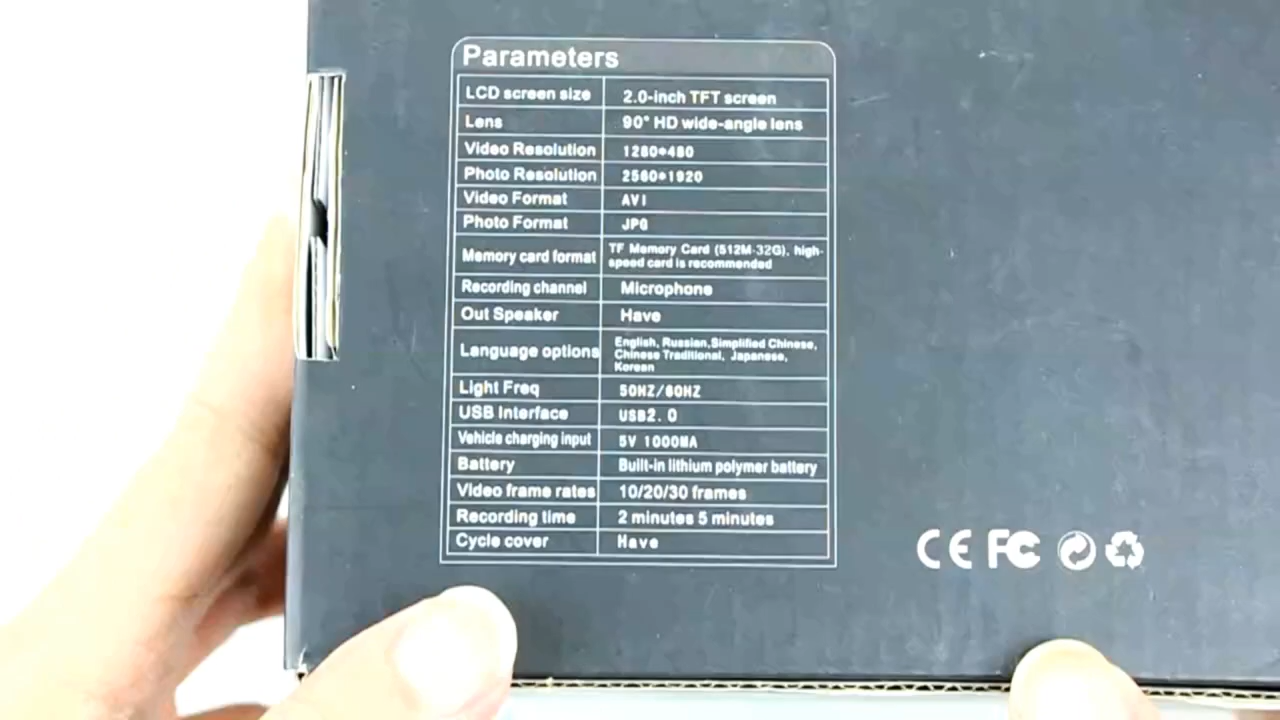 Parameters
LCD screen size 2.0-inch TFT screen
Lens 90° HD wide-angle lens
Video Resolution 1280*480
Photo Resolution 2560*1920
Video Format AVI
Photo Format JPG
Memory card format TF Memory Card (512M-32G), high-
speed card is recommended
Recording channel Microphone
Out Speaker Have
Language options English, Russian,Simplified Chinese,
Chinese Traditional, Japanese,
Korean
Light Freq 50HZ/60HZ
USB Interface USB2.0
Vehicle charging input 5V 1000MA
Battery Built-in lithium polymer battery
Video frame rates 10/20/30 frames
Recording time 2 minutes 5 minutes
Cycle cover Have
CE FC